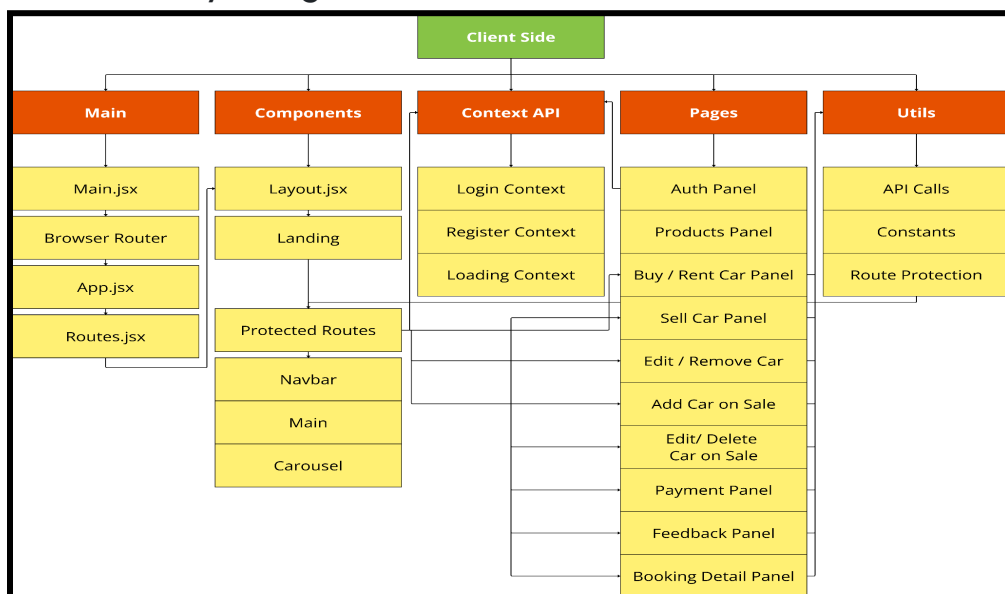 Client Side
Main
Components
Context API
Pages
Utils
Main.jsx
Browser Router
App.jsx
Routes.jsx
Layout.jsx
Landing
Protected Routes
Navbar
Main
Carousel
Login Context
Register Context
Loading Context
Auth Panel
Products Panel
Buy / Rent Car Panel
Sell Car Panel
Edit / Remove Car
Add Car on Sale
Edit/ Delete
Car on Sale
Payment Panel
Feedback Panel
Booking Detail Panel
API Calls
Constants
Route Protection